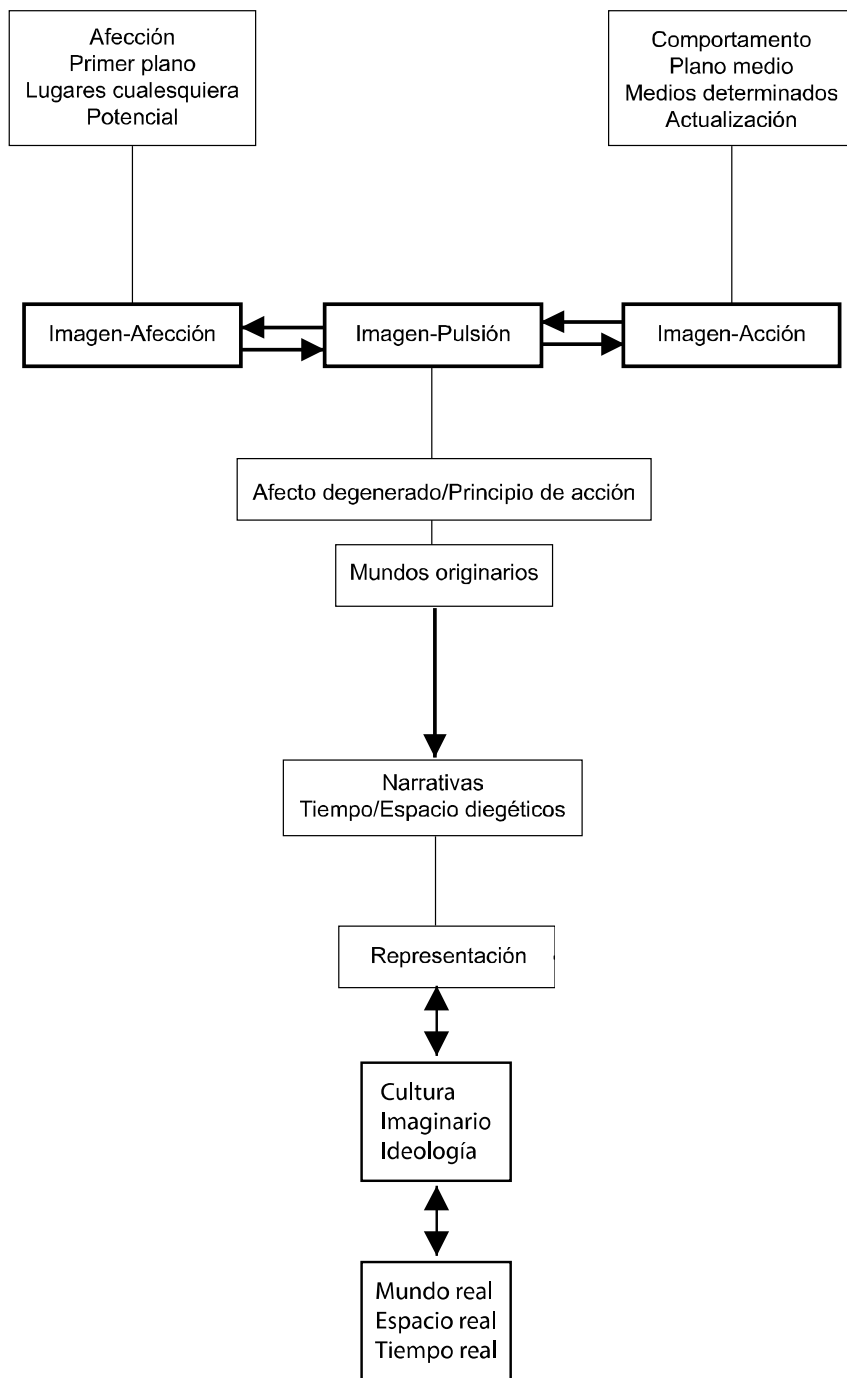 Afección
Primer plano
Lugares cualesquiera
Potencial
Comportamento
Plano medio
Medios determinados
Actualización
Imagen-Afección
Imagen-Pulsión
Imagen-Acción
Afecto degenerado/Principio de acción
Mundos originarios
Narrativas
Tiempo/Espacio diegéticos
Representación
Cultura
Imaginario
Ideología
Mundo real
Espacio real
Tiempo real